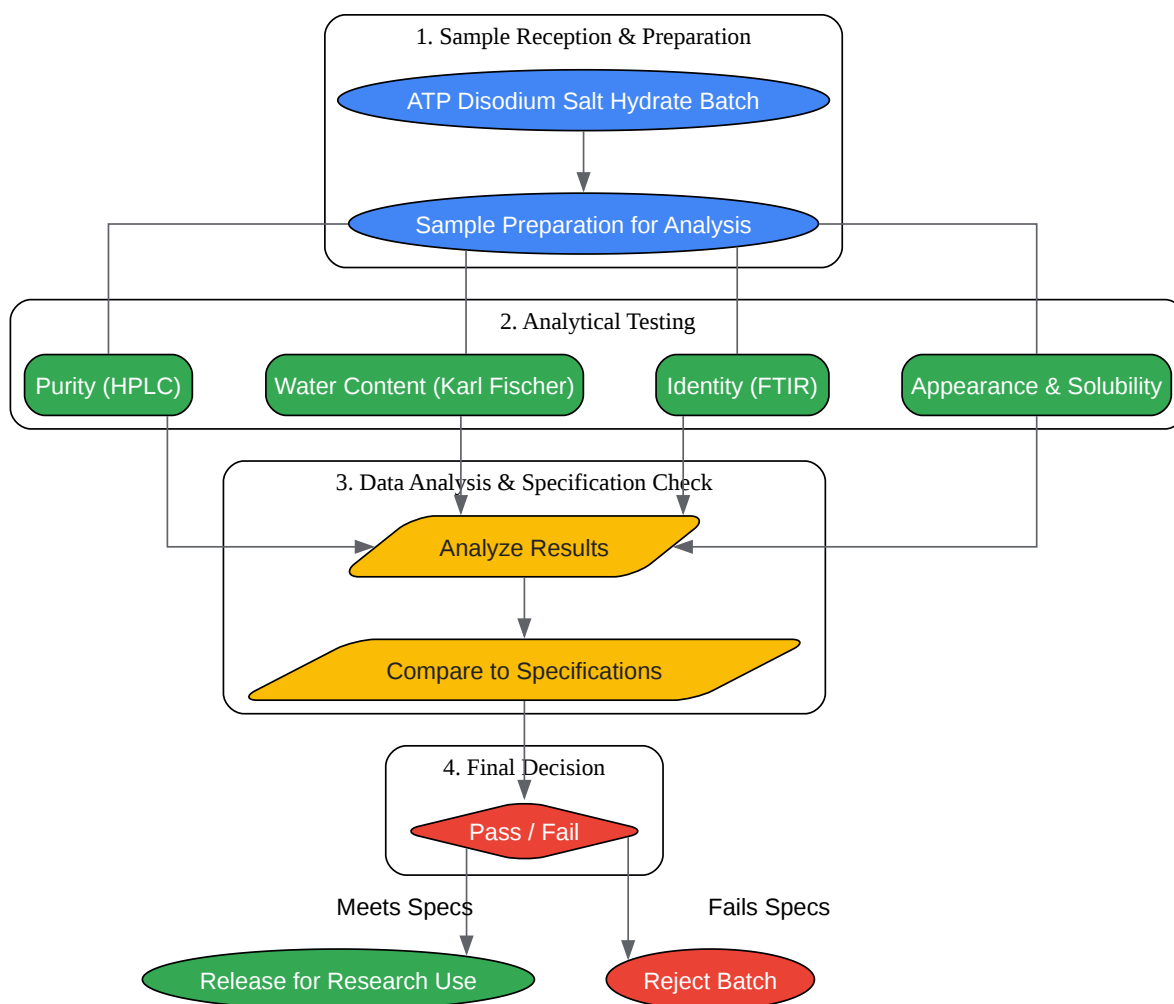 1. Sample Reception & Preparation
ATP Disodium Salt Hydrate Batch
Sample Preparation for Analysis
2. Analytical Testing
Purity (HPLC)
Water Content (Karl Fischer)
Identity (FTIR)
Appearance & Solubility
3. Data Analysis & Specification Check
Analyze Results
Compare to Specifications
4. Final Decision
Pass / Fail
Meets Specs
Fails Specs
Release for Research Use
Reject Batch